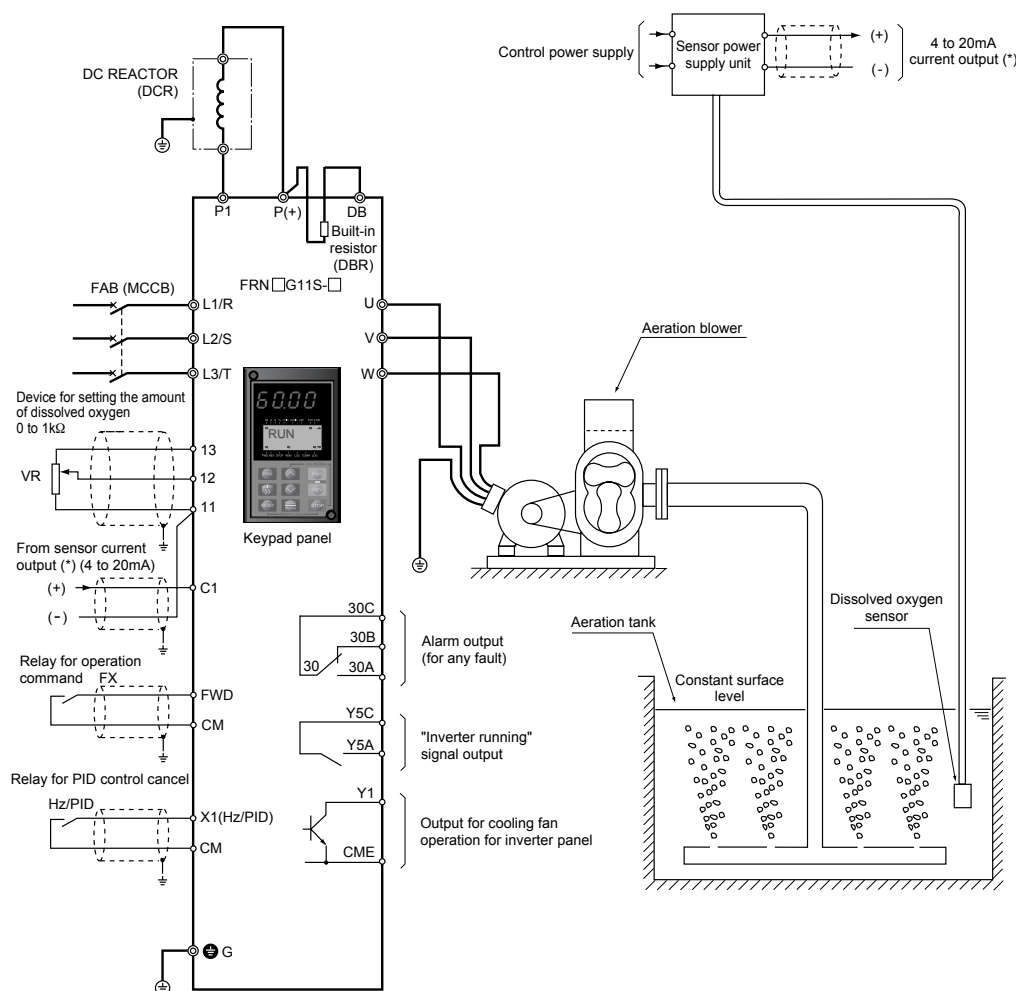 DC REACTOR
(DCR)
P1
P(+)
DB
Built-in
resistor
(DBR)
FRN□G11S-□
FAB (MCCB)
L1/R
L2/S
L3/T
U
V
W
60.00
RUN
Keypad panel
Device for setting the amount
of dissolved oxygen
0 to 1kΩ
VR
13
12
11
From sensor current
output (*) (4 to 20mA)
(+)
(-)
C1
Relay for operation
command FX
FWD
CM
Relay for PID control cancel
Hz/PID
X1(Hz/PID)
CM
G
30C
30B
30
30A
Alarm output
(for any fault)
Y5C
Y5A
"Inverter running"
signal output
Y1
CME
Output for cooling fan
operation for inverter panel
Control power supply
Sensor power
supply unit
(+)
(-)
4 to 20mA
current output (*)
Aeration blower
Aeration tank
Constant surface
level
Dissolved oxygen
sensor